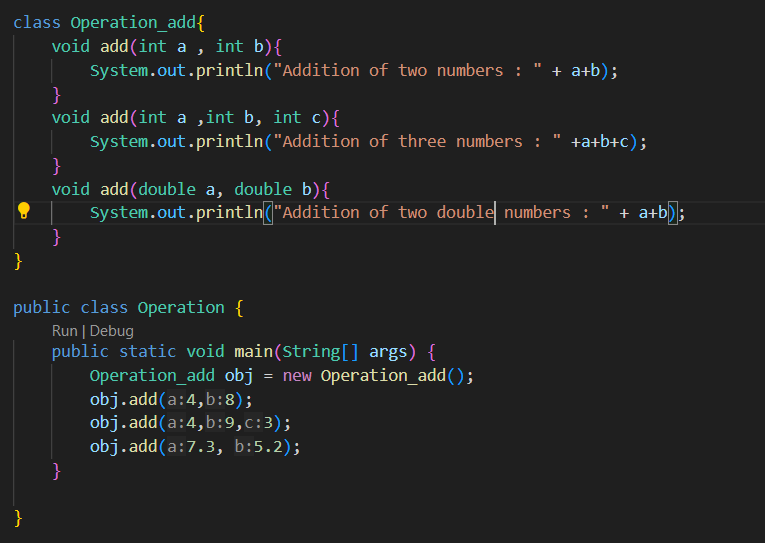 class Operation_add{
    void add(int a , int b){
        System.out.println("Addition of two numbers : " + a+b);
    }
    void add(int a ,int b, int c){
        System.out.println("Addition of three numbers : " +a+b+c);
    }
    void add(double a, double b){
        System.out.println("Addition of two double numbers : " + a+b);
    }
}
public class Operation {
    Run | Debug
    public static void main(String[] args) {
        Operation_add obj = new Operation_add();
        obj.add(a:4,b:8);
        obj.add(a:4,b:9,c:3);
        obj.add(a:7.3, b:5.2);
    }
}